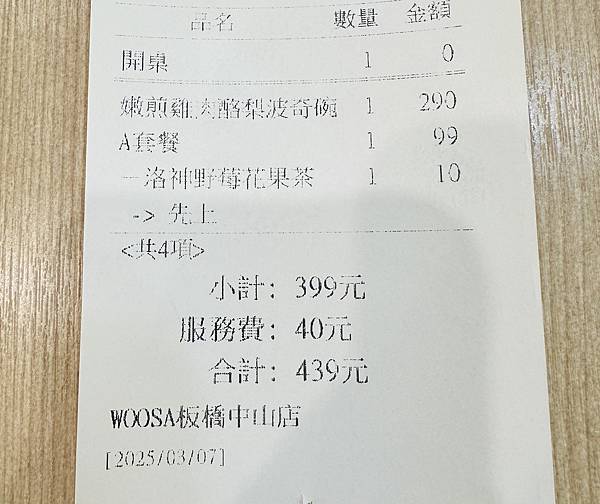 品名 數量 金額
開桌 1 0
嫩煎雞肉酪梨波奇碗 1 290
A套餐 1 99
－洛神野莓花果茶 1 10
-> 先上
<共4項>
小計: 399元
服務費: 40元
合計: 439元
WOOSA板橋中山店
[2025/03/07]